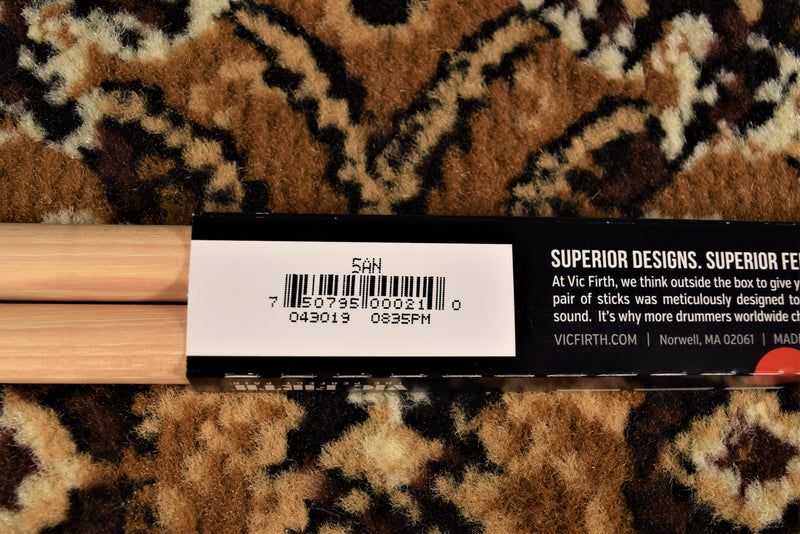 5AN
7 50795 00021 0
043019 0835PM
SUPERIOR DESIGNS. SUPERIOR
At Vic Firth, we think outside the box to give
pair of sticks was meticulously designed to
sound. It's why more drummers worldwide
VICFIRTH.COM | Norwell, MA 02061 |